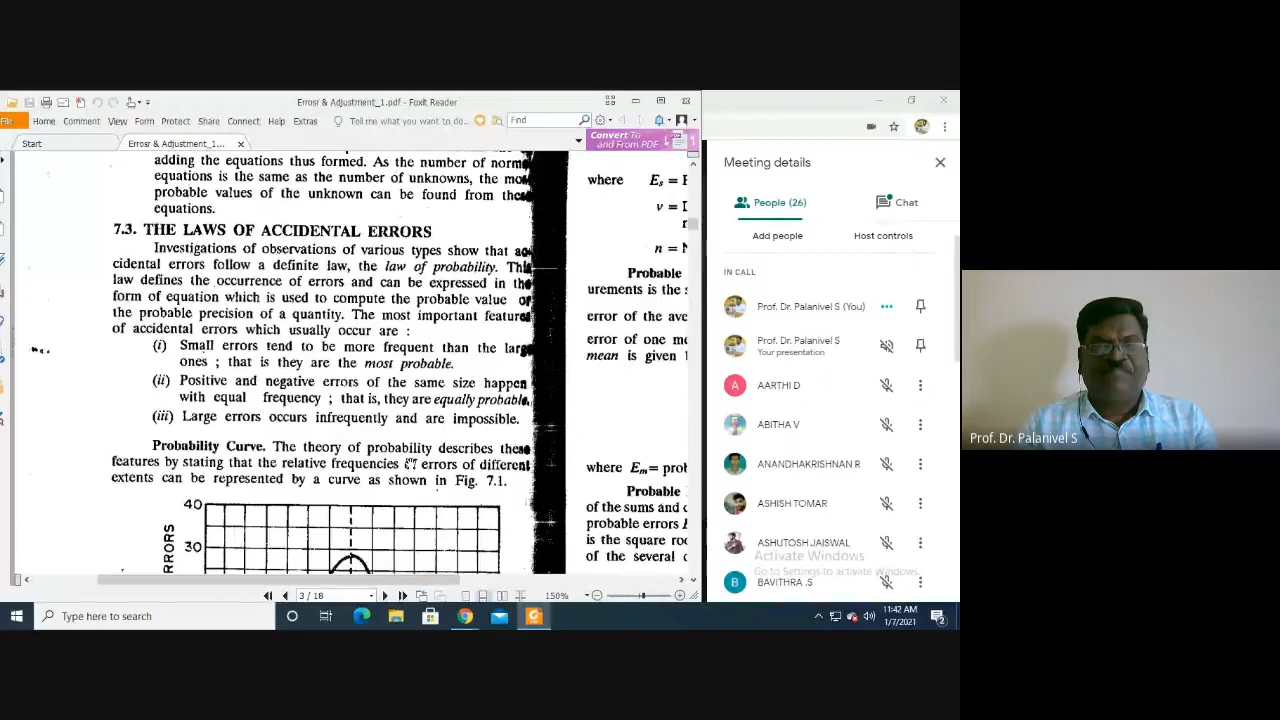 Errosr & Adjustment_1.pdf - Foxit Reader
File Home Comment View Form Protect Share Connect Help Extras Tell me what you want to do... Find
Start Errosr & Adjustment_1... Convert To
and From PDF
adding the equations thus formed. As the number of
equations is the same as the number of unknowns, the
probable values of the unknown can be found from
equations.
7.3. THE LAWS OF ACCIDENTAL ERRORS
Investigations of observations of various types show that ac-
cidental errors follow a definite law, the law of probability. This
law defines the occurrence of errors and can be expressed in the
form of equation which is used to compute the probable value or
the probable precision of a quantity. The most important features
of accidental errors which usually occur are :
(i) Small errors tend to be more frequent than the large
ones ; that is they are the most probable.
(ii) Positive and negative errors of the same size happen
with equal frequency ; that is, they are equally probable.
(iii) Large errors occurs infrequently and are impossible.
Probability Curve. The theory of probability describes these
features by stating that the relative frequencies of errors of different
extents can be represented by a curve as shown in Fig. 7.1.
40
30
RRORS
where E_s =
v =
n =
Probable
urements is the
error of the
error of one
mean is given
where E_m =
Probable
of the sums and
probable errors
is the square
of the several
3 / 18
150%
Meeting details
People (26)
Chat
Add people
Host controls
IN CALL
Prof. Dr. Palanivel S (You)
Prof. Dr. Palanivel S
Your presentation
AARTHI D
ABITHA V
ANANDHAKRISHNAN R
ASHISH TOMAR
ASHUTOSH JAISWAL
Activate Windows
Go to Settings to activate Windows.
BAVITHRA .S
Type here to search
11:42 AM
1/7/2021
2
Prof. Dr. Palanivel S